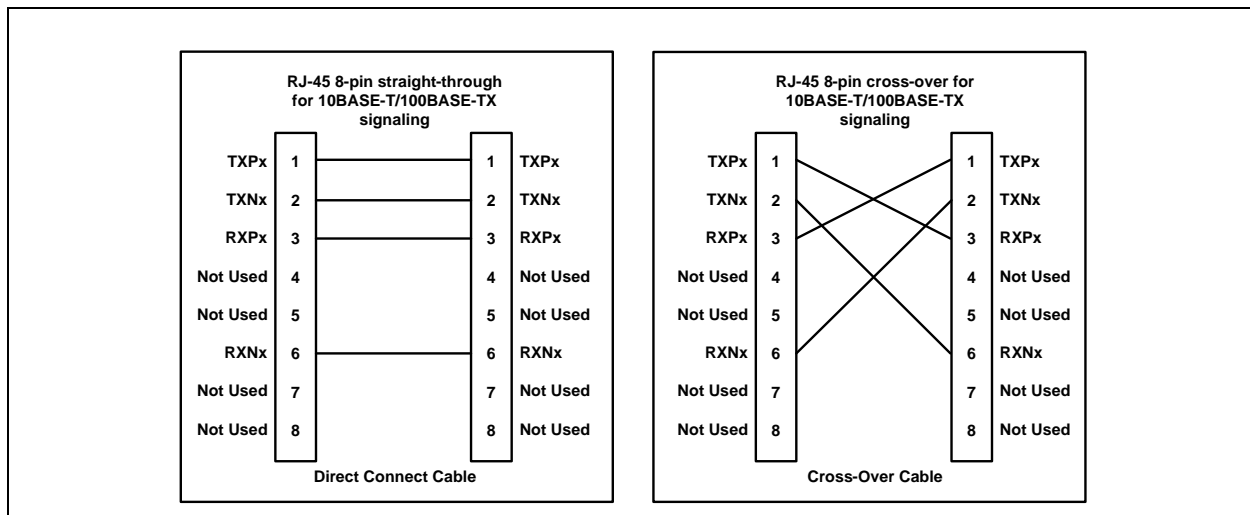 RJ-45 8-pin straight-through
for 10BASE-T/100BASE-TX
signaling
TXPx 1 1 TXPx
TXNx 2 2 TXNx
RXPx 3 3 RXPx
Not Used 4 4 Not Used
Not Used 5 5 Not Used
RXNx 6 6 RXNx
Not Used 7 7 Not Used
Not Used 8 8 Not Used
Direct Connect Cable
RJ-45 8-pin cross-over for
10BASE-T/100BASE-TX
signaling
TXPx 1 1 TXPx
TXNx 2 2 TXNx
RXPx 3 3 RXPx
Not Used 4 4 Not Used
Not Used 5 5 Not Used
RXNx 6 6 RXNx
Not Used 7 7 Not Used
Not Used 8 8 Not Used
Cross-Over Cable